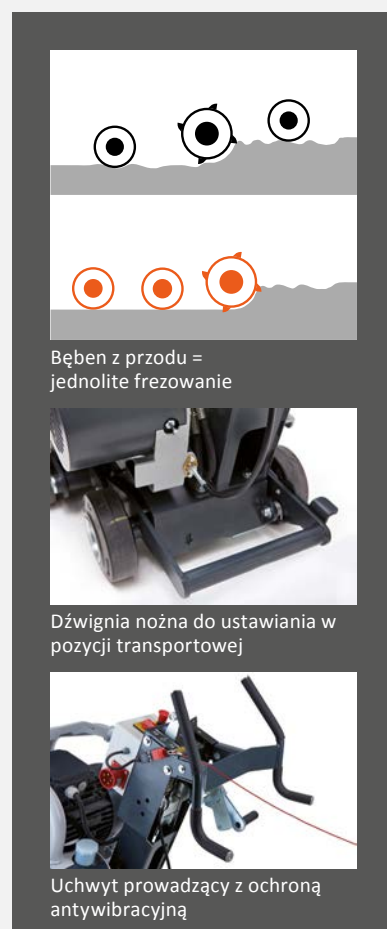 Bęben z przodu =
jednolite frezowanie
Dźwignia nożna do ustawiania w
pozycji transportowej
Uchwyt prowadzący z ochroną
antywibracyjną